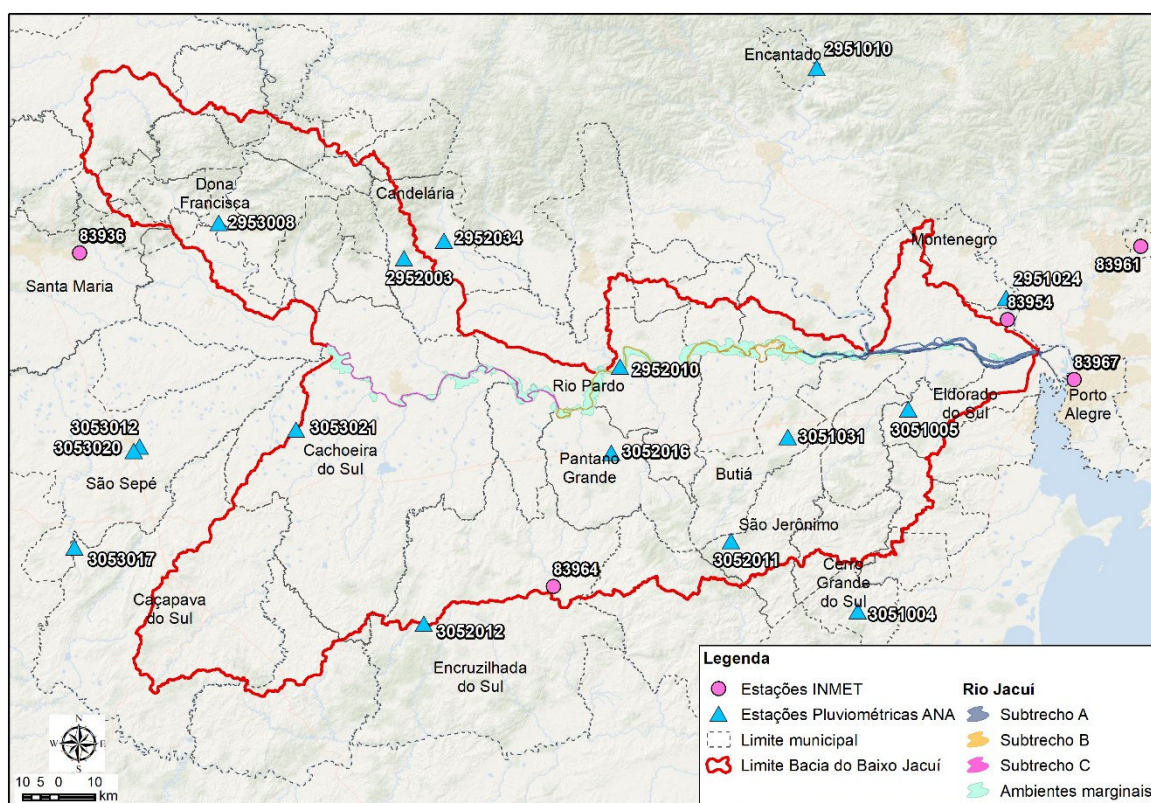 Encantado
2951010
Dona
Francisca
2953008
Candelária
2952034
2952003
83936
Santa Maria
Montenegro
83961
2951024
83954
83967
Porto
Alegre
2952010
Rio Pardo
Eldorado
do Sul
3051005
3053012
3053020
São Sepé
3053021
Cachoeira
do Sul
3052016
Pantano
Grande
3051031
Butiá
São Jerônimo
3052011
3053017
Caçapava
do Sul
83964
Cerro
Grande
do Sul
3051004
3052012
Encruzilhada
do Sul
Legenda
Estações INMET
Estações Pluviométricas ANA
Limite municipal
Limite Bacia do Baixo Jacuí
Rio Jacuí
Subtrecho A
Subtrecho B
Subtrecho C
Ambientes marginais
N
W
E
S
10 5 0 10
km